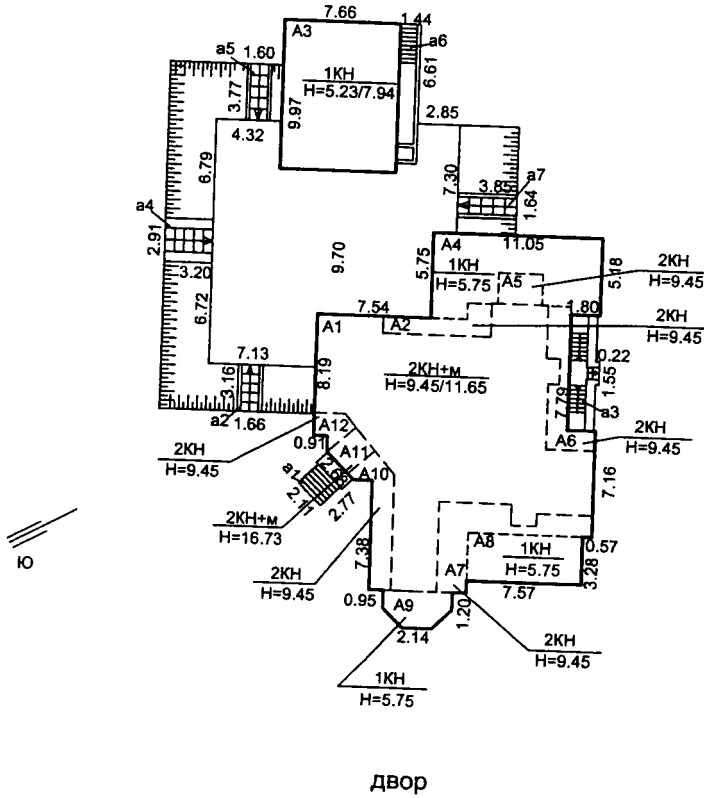 7.66
1.44
А3
а6
а5
1.60
1КН
Н=5.23/7.94
6.61
3.77
9.97
4.32
2.85
6.79
7.30
3.85
а7
1.64
а4
2.91
3.20
9.70
А4
11.05
5.75
1КН
Н=5.75
А5
5.18
2КН
Н=9.45
6.72
7.54
1.80
А1
А2
2КН
Н=9.45
7.13
2КН+м
Н=9.45/11.65
0.22
1.55
8.19
3.16
а2
1.66
7.79
а3
А12
0.91
2КН
Н=9.45
А6
2КН
Н=9.45
А11
а1
А10
2.77
7.16
2КН+м
Н=16.73
7.38
2КН
Н=9.45
А8
1КН
Н=5.75
0.57
3.28
А7
7.57
0.95
А9
1.20
2.14
2КН
Н=9.45
1КН
Н=5.75
Ю
двор